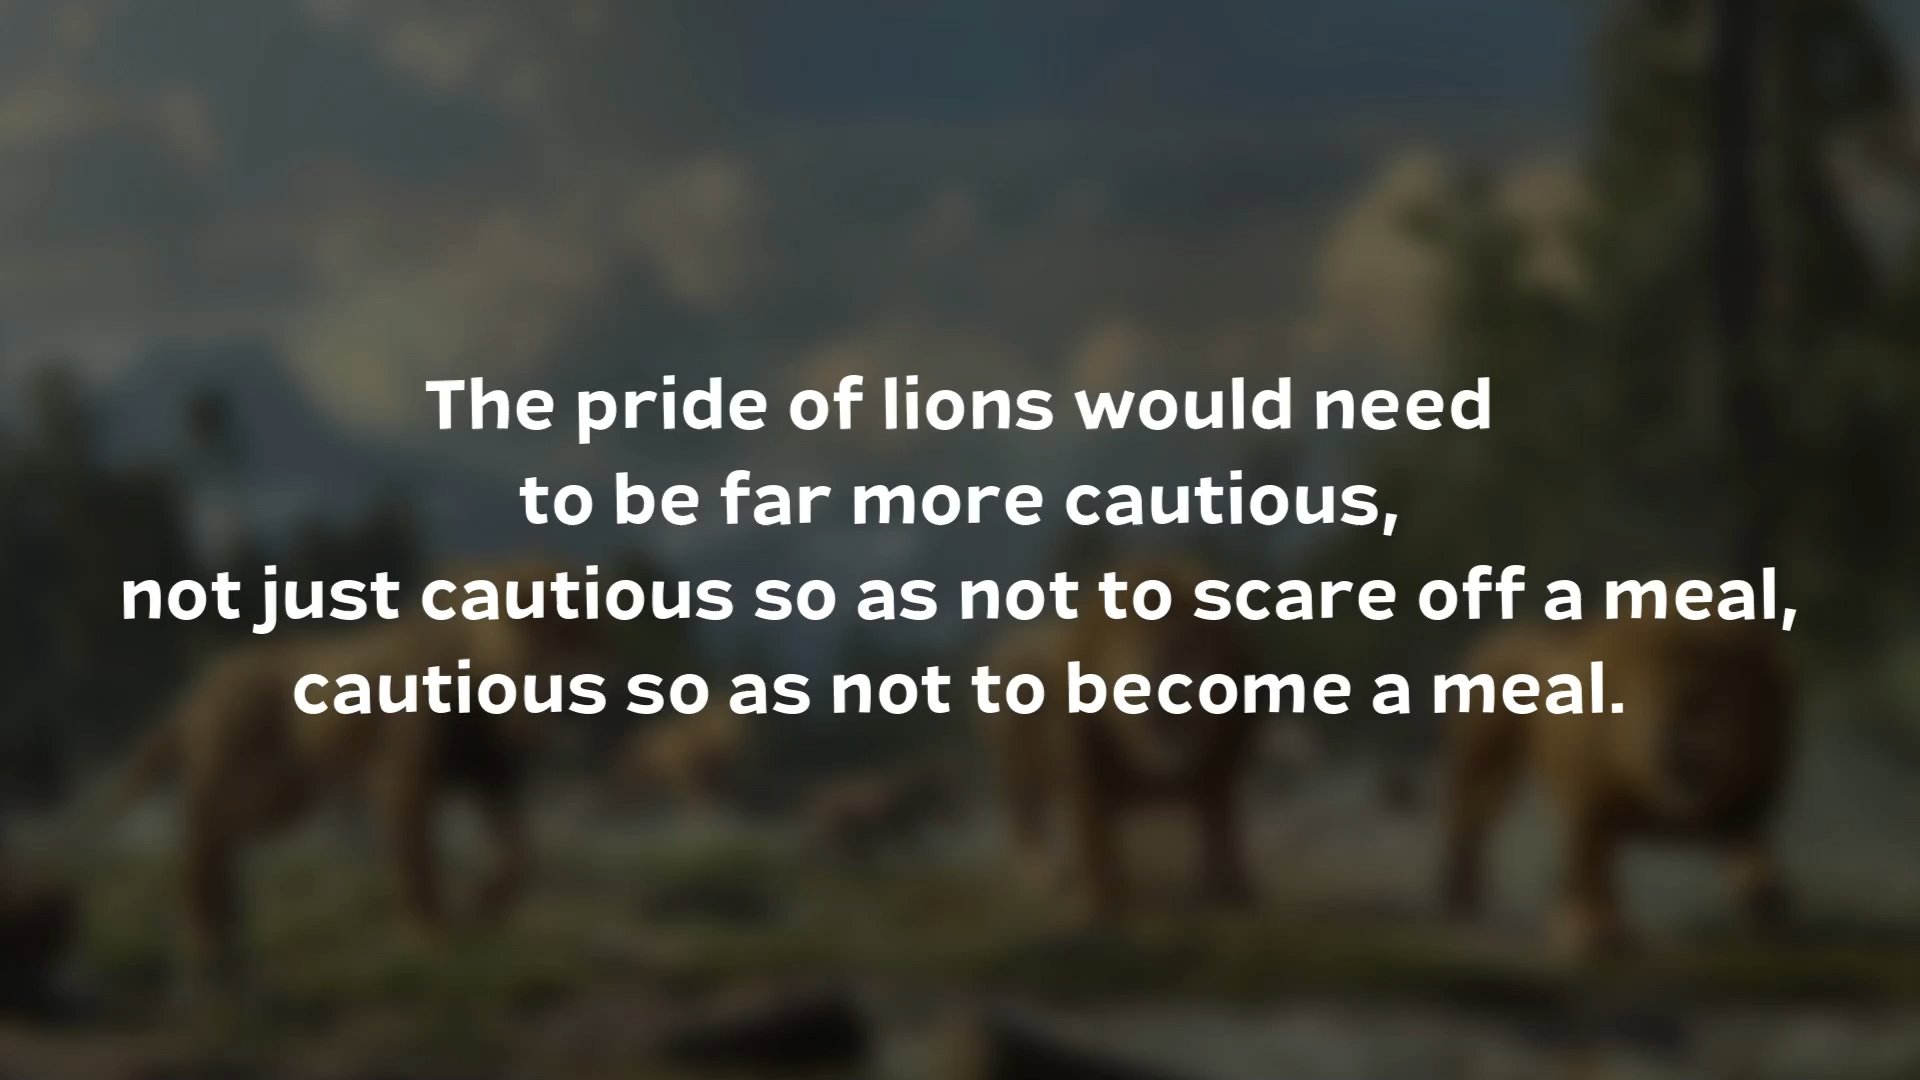 The pride of lions would need
to be far more cautious,
not just cautious so as not to scare off a meal,
cautious so as not to become a meal.